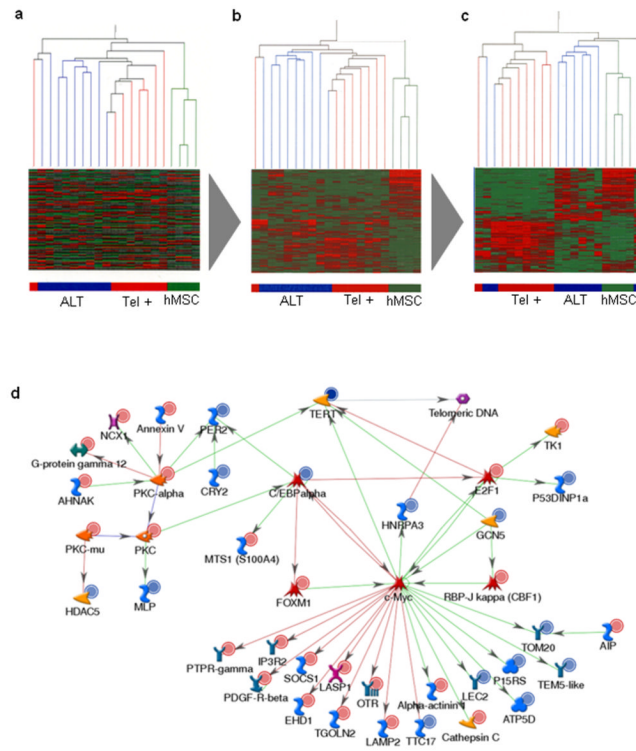 a
b
c
ALT
Tel +
hMSC
ALT
Tel +
hMSC
Tel +
ALT
hMSC
d
NCX1
Annexin V
PER2
TERT
Telomeric DNA
TK1
G-protein gamma 12
AHNAK
PKC-alpha
CRY2
C/EBPalpha
E2F1
P53DINP1a
HNRPA3
GCN5
PKC-mu
PKC
MTS1 (S100A4)
HDAC5
MLP
FOXM1
c-Myc
RBP-J kappa (CBF1)
PTPR-gamma
IP3R2
SOCS1
LASP1
OTR
Alpha-actinin 1
LEC2
P15RS
TOM20
AIP
TEM5-like
PDGF-R-beta
EHD1
TGOLN2
LAMP2
TTC17
Cathepsin C
ATP5D